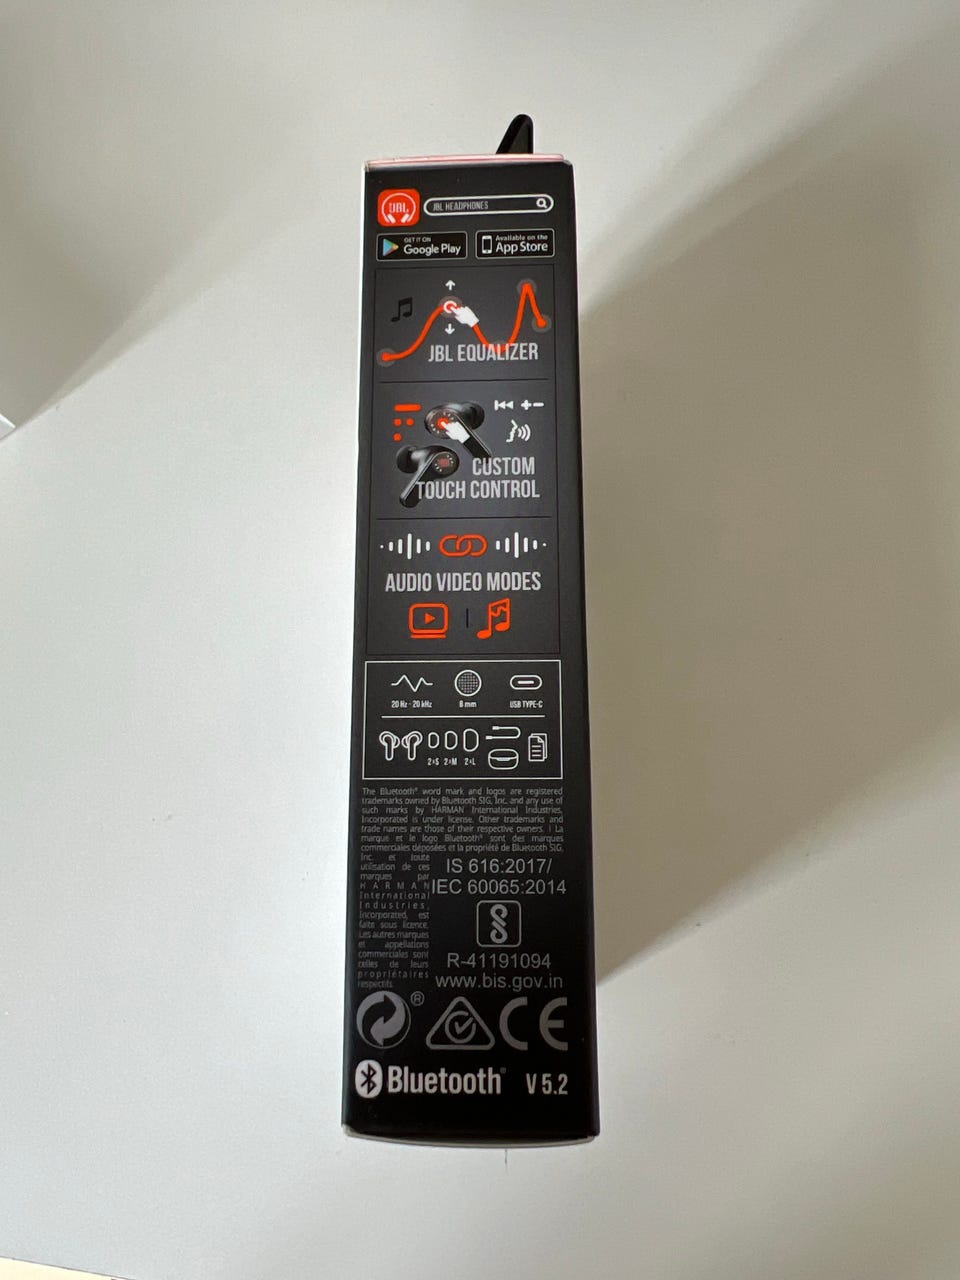 JBL
JBL HEADPHONES
GET IT ON
Google Play
Available on the
App Store
JBL EQUALIZER
CUSTOM
TOUCH CONTROL
AUDIO VIDEO MODES
20 Hz - 20 kHz
8 mm
USB TYPE-C
2×S 2×M 2×L
The Bluetooth® word mark and logos are registered
trademarks owned by Bluetooth SIG, Inc. and any use of
such marks by HARMAN International Industries,
Incorporated is under license. Other trademarks and
trade names are those of their respective owners. | La
marque et le logo Bluetooth® sont des marques
commerciales déposées et la propriété de Bluetooth SIG,
Inc. et toute
utilisation de ces
marques par
HARMAN
International
Industries,
Incorporated, est
faite sous licence.
Les autres marques
et appellations
commerciales sont
celles de leurs
propriétaires
respectifs.
IS 616:2017/
IEC 60065:2014
R-41191094
www.bis.gov.in
®
CE
Bluetooth® V 5.2